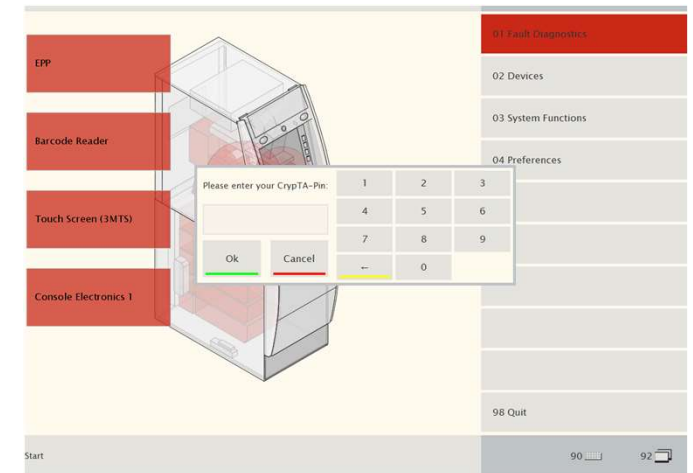 EPP
Barcode Reader
Touch Screen (3MTS)
Console Electronics 1
Please enter your CrypTA-Pin:
Ok
Cancel
1 2 3
4 5 6
7 8 9
← 0
01 Fault Diagnostics
02 Devices
03 System Functions
04 Preferences
98 Quit
Start
90
92